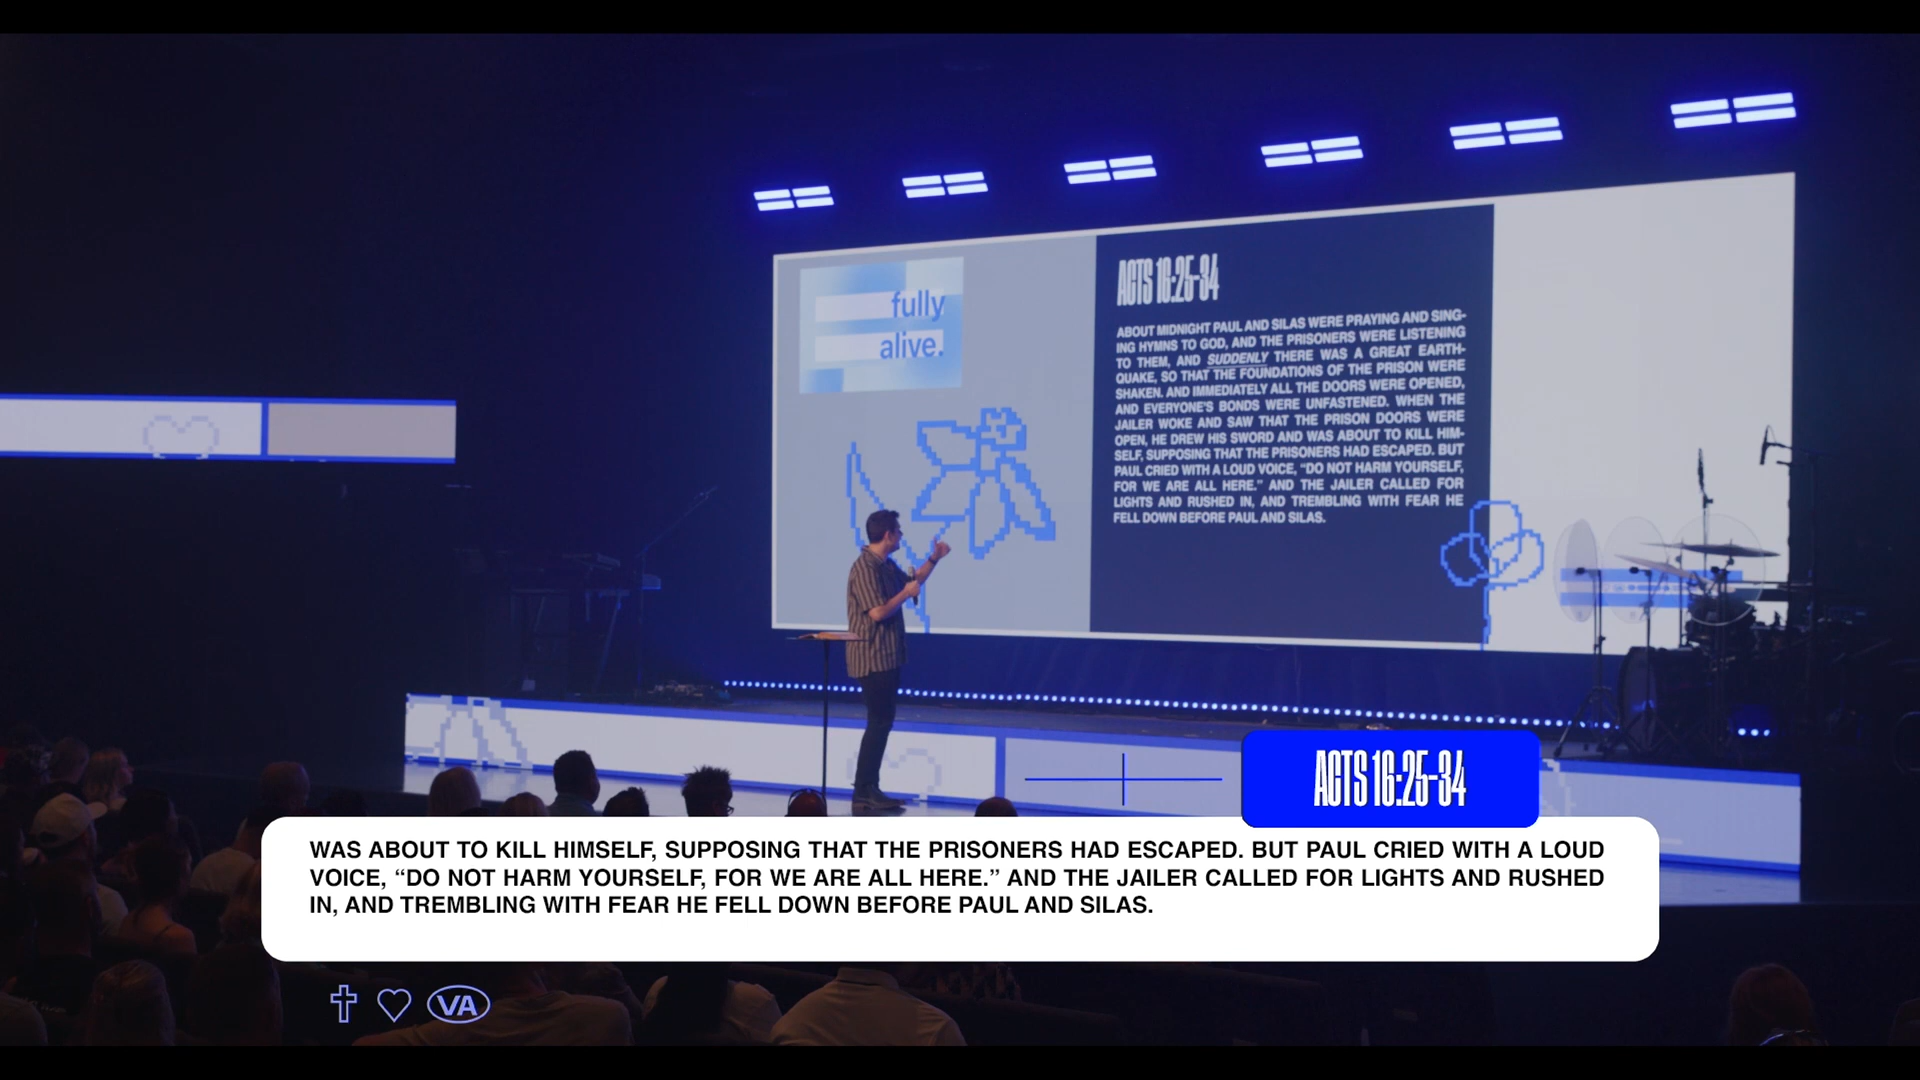 fully
alive.
ACTS 16:25-34
ABOUT MIDNIGHT PAUL AND SILAS WERE PRAYING AND SING-
ING HYMNS TO GOD, AND THE PRISONERS WERE LISTENING
TO THEM, AND SUDDENLY THERE WAS A GREAT EARTH-
QUAKE, SO THAT THE FOUNDATIONS OF THE PRISON WERE
SHAKEN. AND IMMEDIATELY ALL THE DOORS WERE OPENED,
AND EVERYONE'S BONDS WERE UNFASTENED. WHEN THE
JAILER WOKE AND SAW THAT THE PRISON DOORS WERE
OPEN, HE DREW HIS SWORD AND WAS ABOUT TO KILL HIM-
SELF, SUPPOSING THAT THE PRISONERS HAD ESCAPED. BUT
PAUL CRIED WITH A LOUD VOICE, “DO NOT HARM YOURSELF,
FOR WE ARE ALL HERE.” AND THE JAILER CALLED FOR
LIGHTS AND RUSHED IN, AND TREMBLING WITH FEAR HE
FELL DOWN BEFORE PAUL AND SILAS.
ACTS 16:25-34
WAS ABOUT TO KILL HIMSELF, SUPPOSING THAT THE PRISONERS HAD ESCAPED. BUT PAUL CRIED WITH A LOUD
VOICE, “DO NOT HARM YOURSELF, FOR WE ARE ALL HERE.” AND THE JAILER CALLED FOR LIGHTS AND RUSHED
IN, AND TREMBLING WITH FEAR HE FELL DOWN BEFORE PAUL AND SILAS.
VA